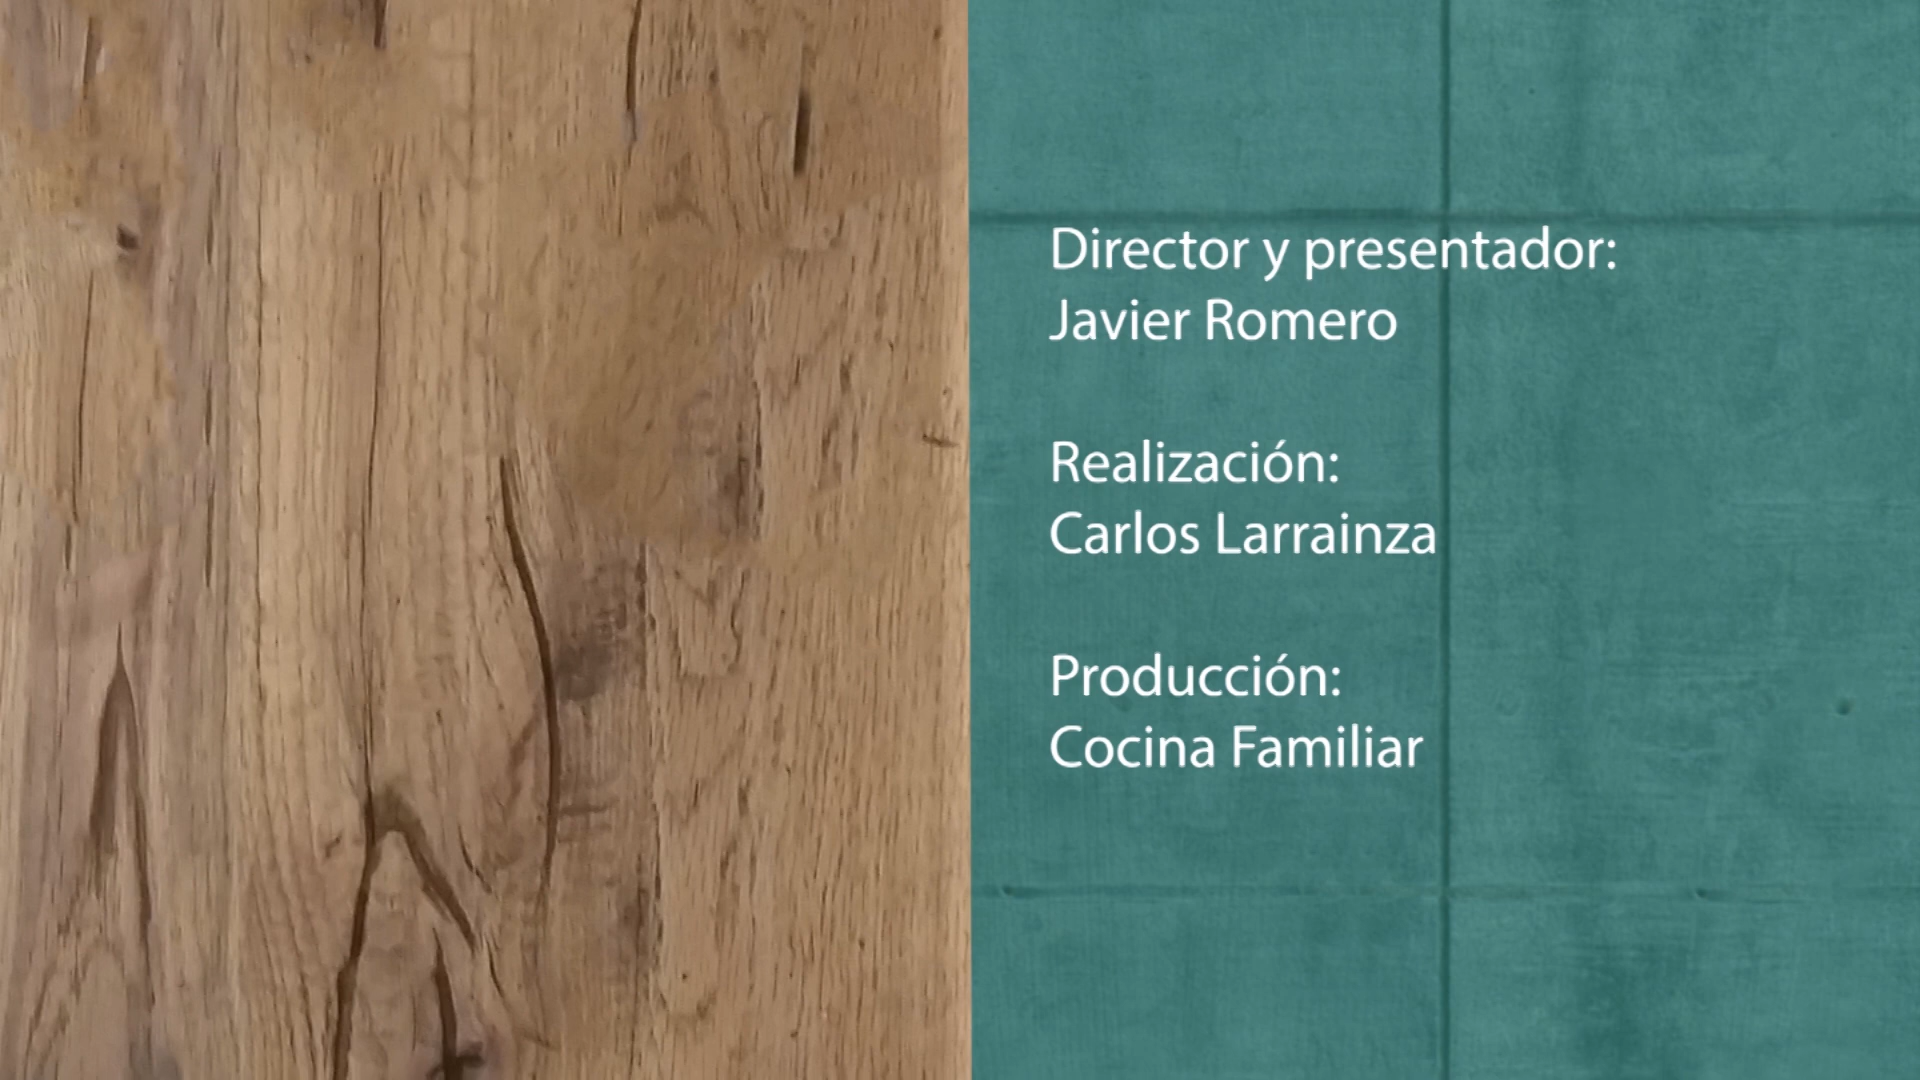 Director y presentador:
Javier Romero
Realización:
Carlos Larrainza
Producción:
Cocina Familiar